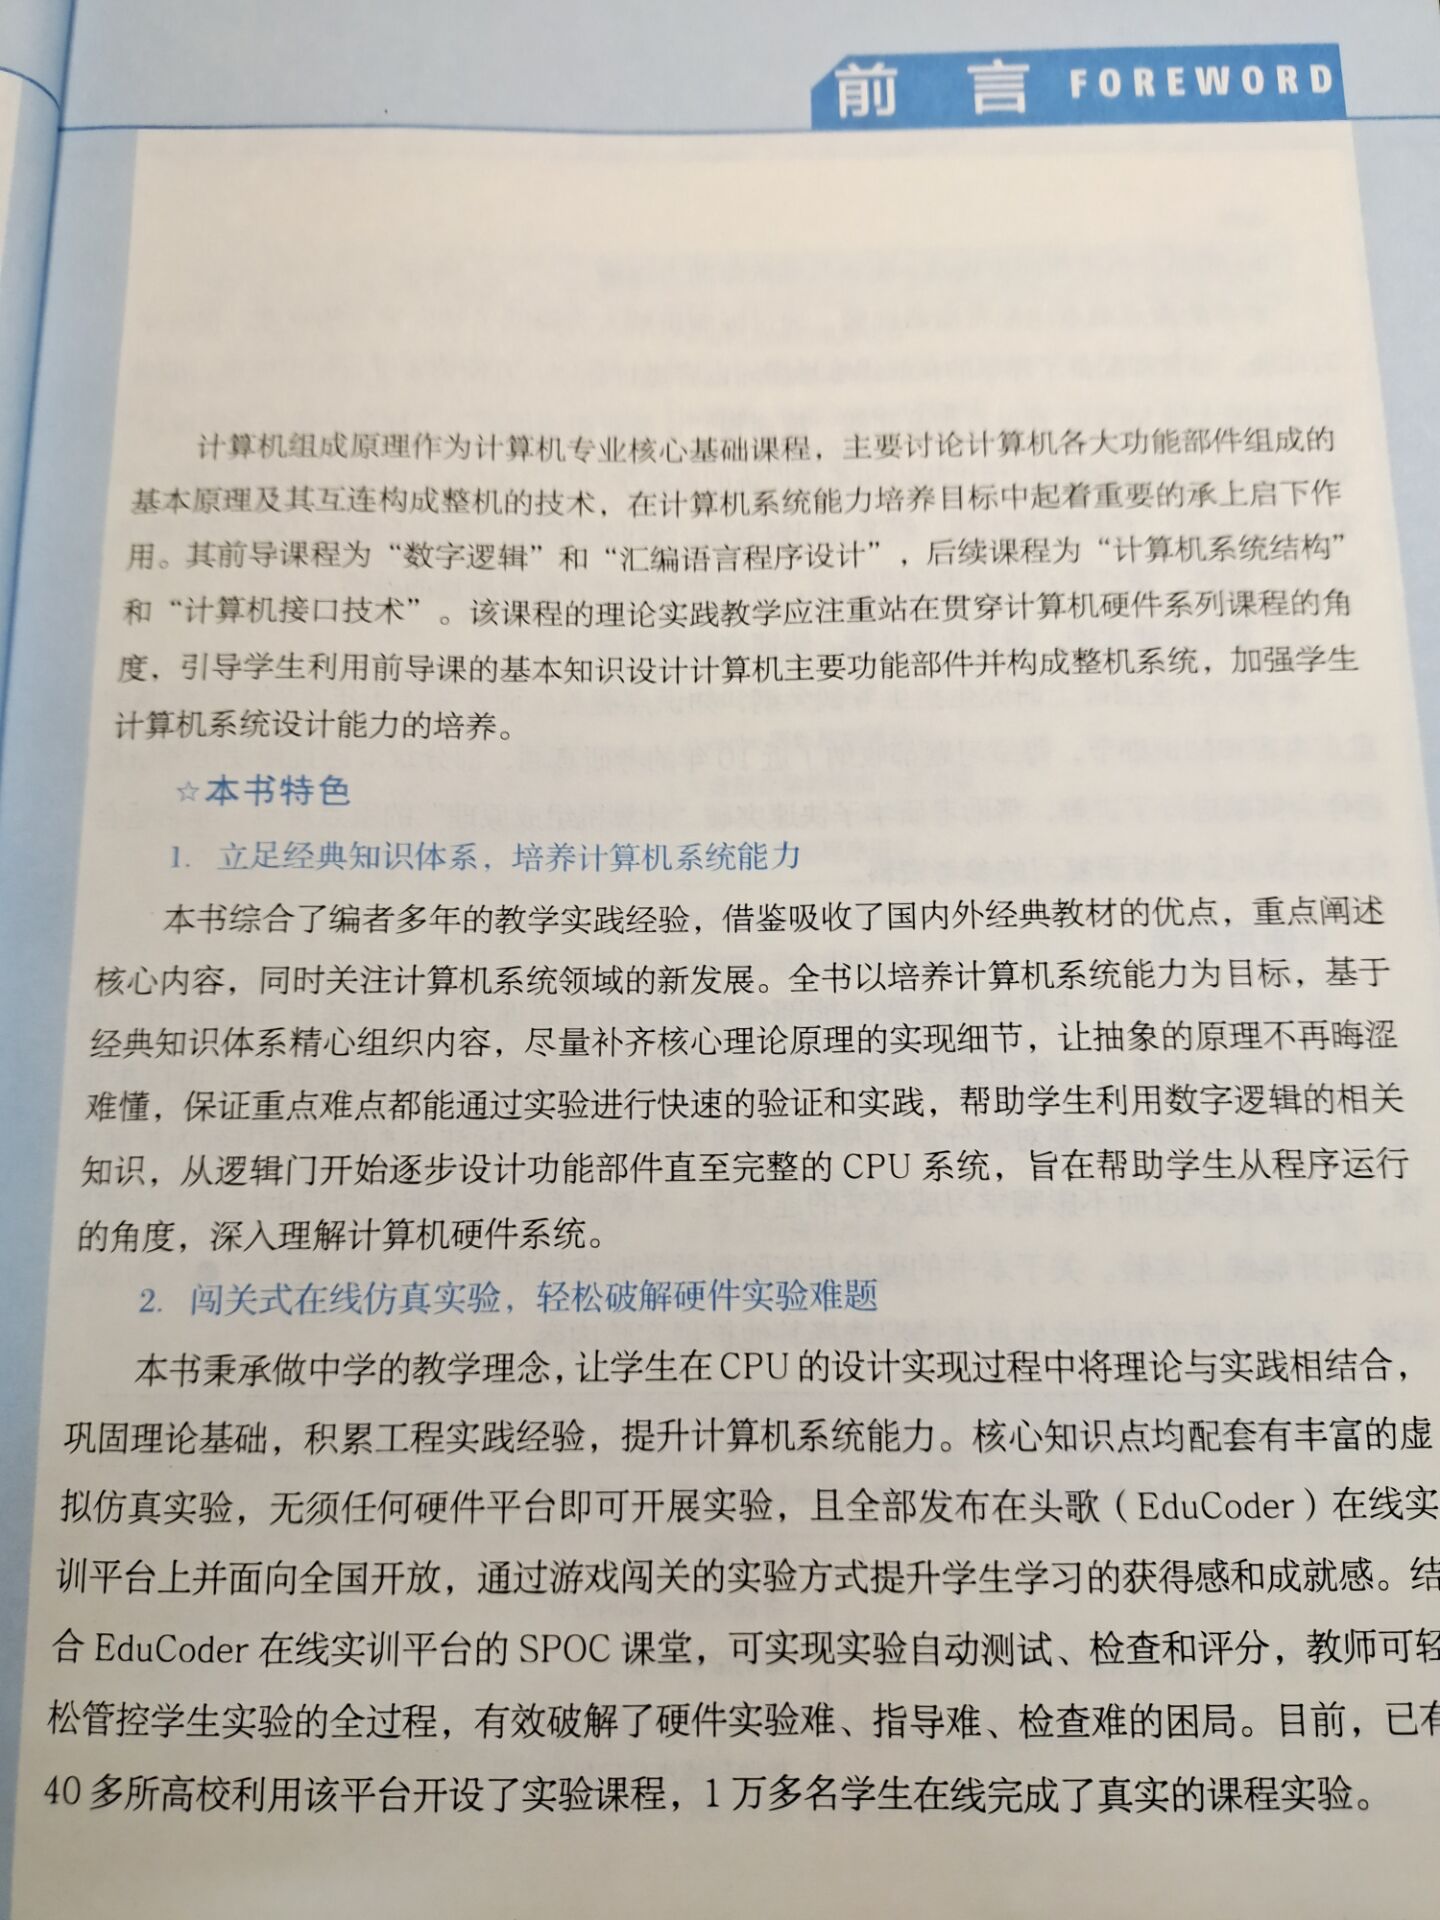 前 言 FOREWORD
计算机组成原理作为计算机专业核心基础课程，主要讨论计算机各大功能部件组成的
基本原理及其互连构成整机的技术，在计算机系统能力培养目标中起着重要的承上启下作
用。其前导课程为“数字逻辑”和“汇编语言程序设计”，后续课程为“计算机系统结构”
和“计算机接口技术”。该课程的理论实践教学应注重站在贯穿计算机硬件系列课程的角
度，引导学生利用前导课的基本知识设计计算机主要功能部件并构成整机系统，加强学生
计算机系统设计能力的培养。
☆本书特色
1. 立足经典知识体系，培养计算机系统能力
本书综合了编者多年的教学实践经验，借鉴吸收了国内外经典教材的优点，重点阐述
核心内容，同时关注计算机系统领域的新发展。全书以培养计算机系统能力为目标，基于
经典知识体系精心组织内容，尽量补齐核心理论原理的实现细节，让抽象的原理不再晦涩
难懂，保证重点难点都能通过实验进行快速的验证和实践，帮助学生利用数字逻辑的相关
知识，从逻辑门开始逐步设计功能部件直至完整的 CPU 系统，旨在帮助学生从程序运行
的角度，深入理解计算机硬件系统。
2. 闯关式在线仿真实验，轻松破解硬件实验难题
本书秉承做中学的教学理念，让学生在 CPU 的设计实现过程中将理论与实践相结合，
巩固理论基础，积累工程实践经验，提升计算机系统能力。核心知识点均配套有丰富的虚
拟仿真实验，无须任何硬件平台即可开展实验，且全部发布在头歌（EduCoder）在线实
训平台上并面向全国开放，通过游戏闯关的实验方式提升学生学习的获得感和成就感。结
合 EduCoder 在线实训平台的 SPOC 课堂，可实现实验自动测试、检查和评分，教师可轻
松管控学生实验的全过程，有效破解了硬件实验难、指导难、检查难的困局。目前，已有
40 多所高校利用该平台开设了实验课程，1 万多名学生在线完成了真实的课程实验。